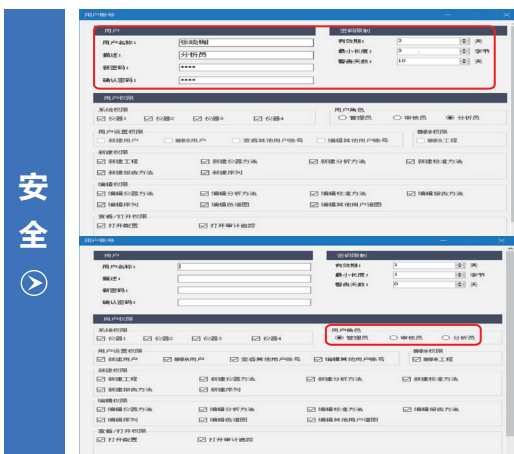 安全
用户账号
用户
用户名称：
张晓桐
描述：
分析员
新密码：
****
确认密码：
****
密码限制
有效期： 3 天
最小长度： 3 字节
警告天数： 10 天
用户权限
系统权限
仪器1 仪器2 仪器3 仪器4
用户角色
管理员 审核员 分析员
用户设置权限
新建用户 删除用户 查看其他用户账号 编辑其他用户账号
删除权限
删除工程
新建权限
新建工程 新建仪器方法 新建分析方法 新建校准方法
新建报告方法 新建序列
编辑权限
编辑仪器方法 编辑分析方法 编辑校准方法 编辑报告方法
编辑序列 编辑色谱图 编辑其他用户谱图
查看/打开权限
打开配置 打开审计追踪
用户账号
用户
用户名称：
描述：
新密码：
确认密码：
密码限制
有效期： 1 天
最小长度： 1 字节
警告天数： 0 天
用户权限
系统权限
仪器1 仪器2 仪器3 仪器4
用户角色
管理员 审核员 分析员
用户设置权限
新建用户 删除用户 查看其他用户账号 编辑其他用户账号
删除权限
删除工程
新建权限
新建工程 新建仪器方法 新建分析方法 新建校准方法
新建报告方法 新建序列
编辑权限
编辑仪器方法 编辑分析方法 编辑校准方法 编辑报告方法
编辑序列 编辑色谱图 编辑其他用户谱图
查看/打开权限
打开配置 打开审计追踪